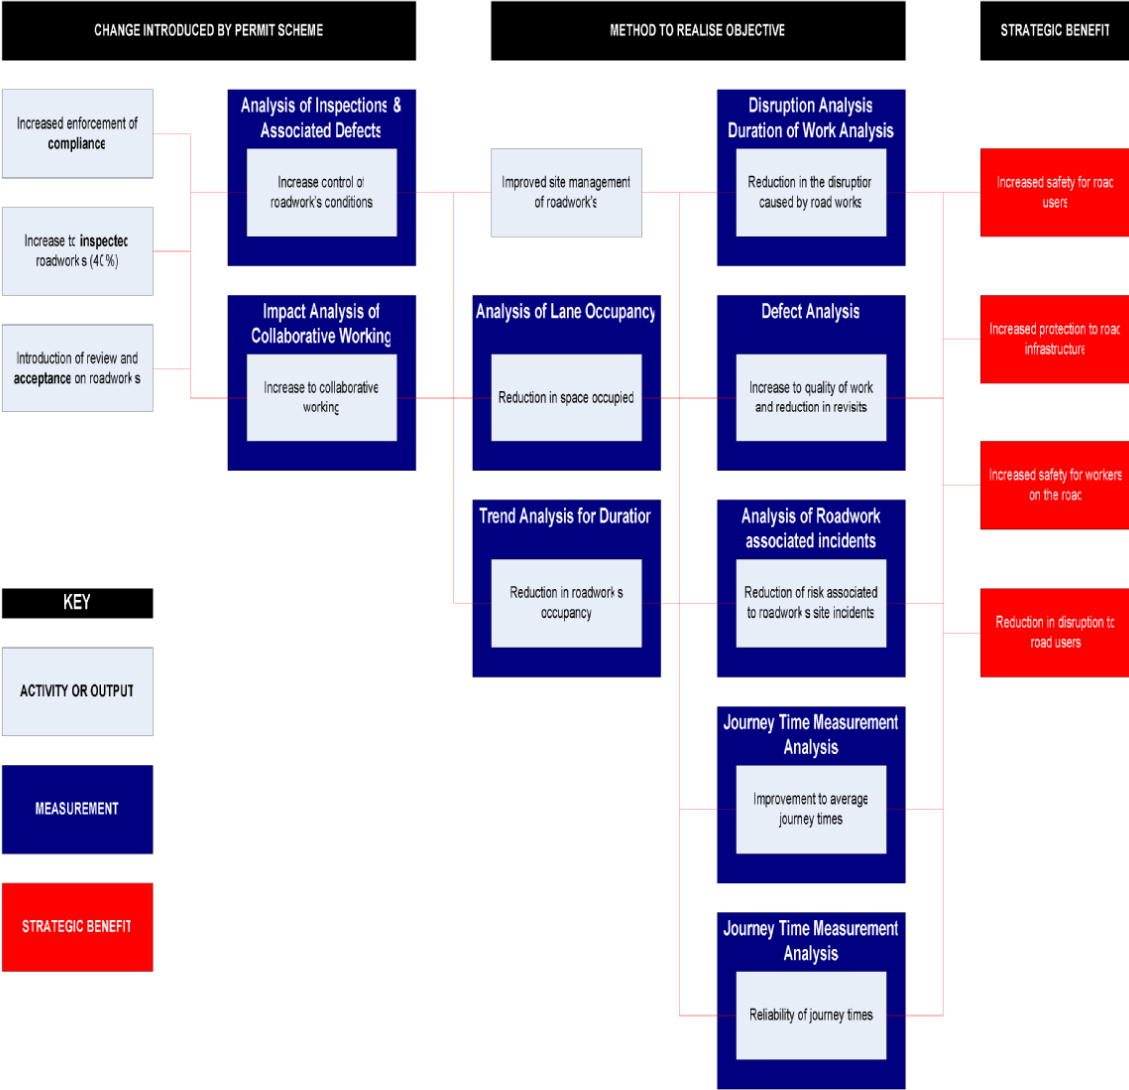 CHANGE INTRODUCED BY PERMIT SCHEME
METHOD TO REALISE OBJECTIVE
STRATEGIC BENEFIT
Increased enforcement of
compliance
Increase to inspected
roadworks (40%)
Introduction of review and
acceptance on roadworks
Analysis of Inspections &
Associated Defects
Increase control of
roadwork's conditions
Impact Analysis of
Collaborative Working
Increase to collaborative
working
Improved site management
of roadwork's
Analysis of Lane Occupancy
Reduction in space occupied
Trend Analysis for Duration
Reduction in roadworks
occupancy
Disruption Analysis
Duration of Work Analysis
Reduction in the disruption
caused by road works
Defect Analysis
Increase to quality of work
and reduction in revisits
Analysis of Roadwork
associated incidents
Reduction of risk associated
to roadworks site incidents
Journey Time Measurement
Analysis
Improvement to average
journey times
Journey Time Measurement
Analysis
Reliability of journey times
Increased safety for road
users
Increased protection to road
infrastructure
Increased safety for workers
on the road
Reduction in disruption to
road users
KEY
ACTIVITY OR OUTPUT
MEASUREMENT
STRATEGIC BENEFIT